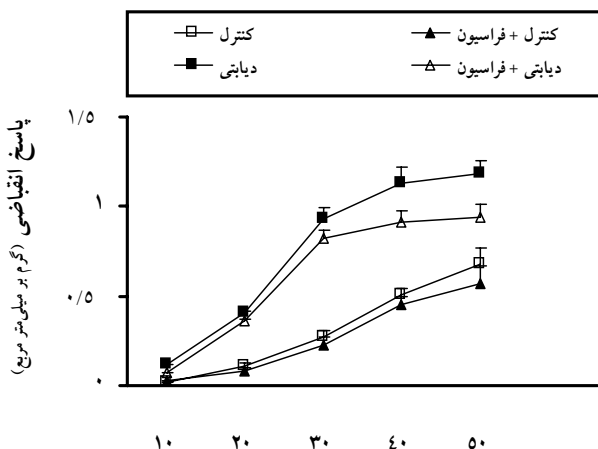 کنترل کنترل + فراسیون
دیابتی دیابتی + فراسیون
پاسخ انقباضی (گرم بر میلی‌متر مربع)
۱/۵
۱
۰/۵
۰
۱۰ ۲۰ ۳۰ ٤۰ ۵۰